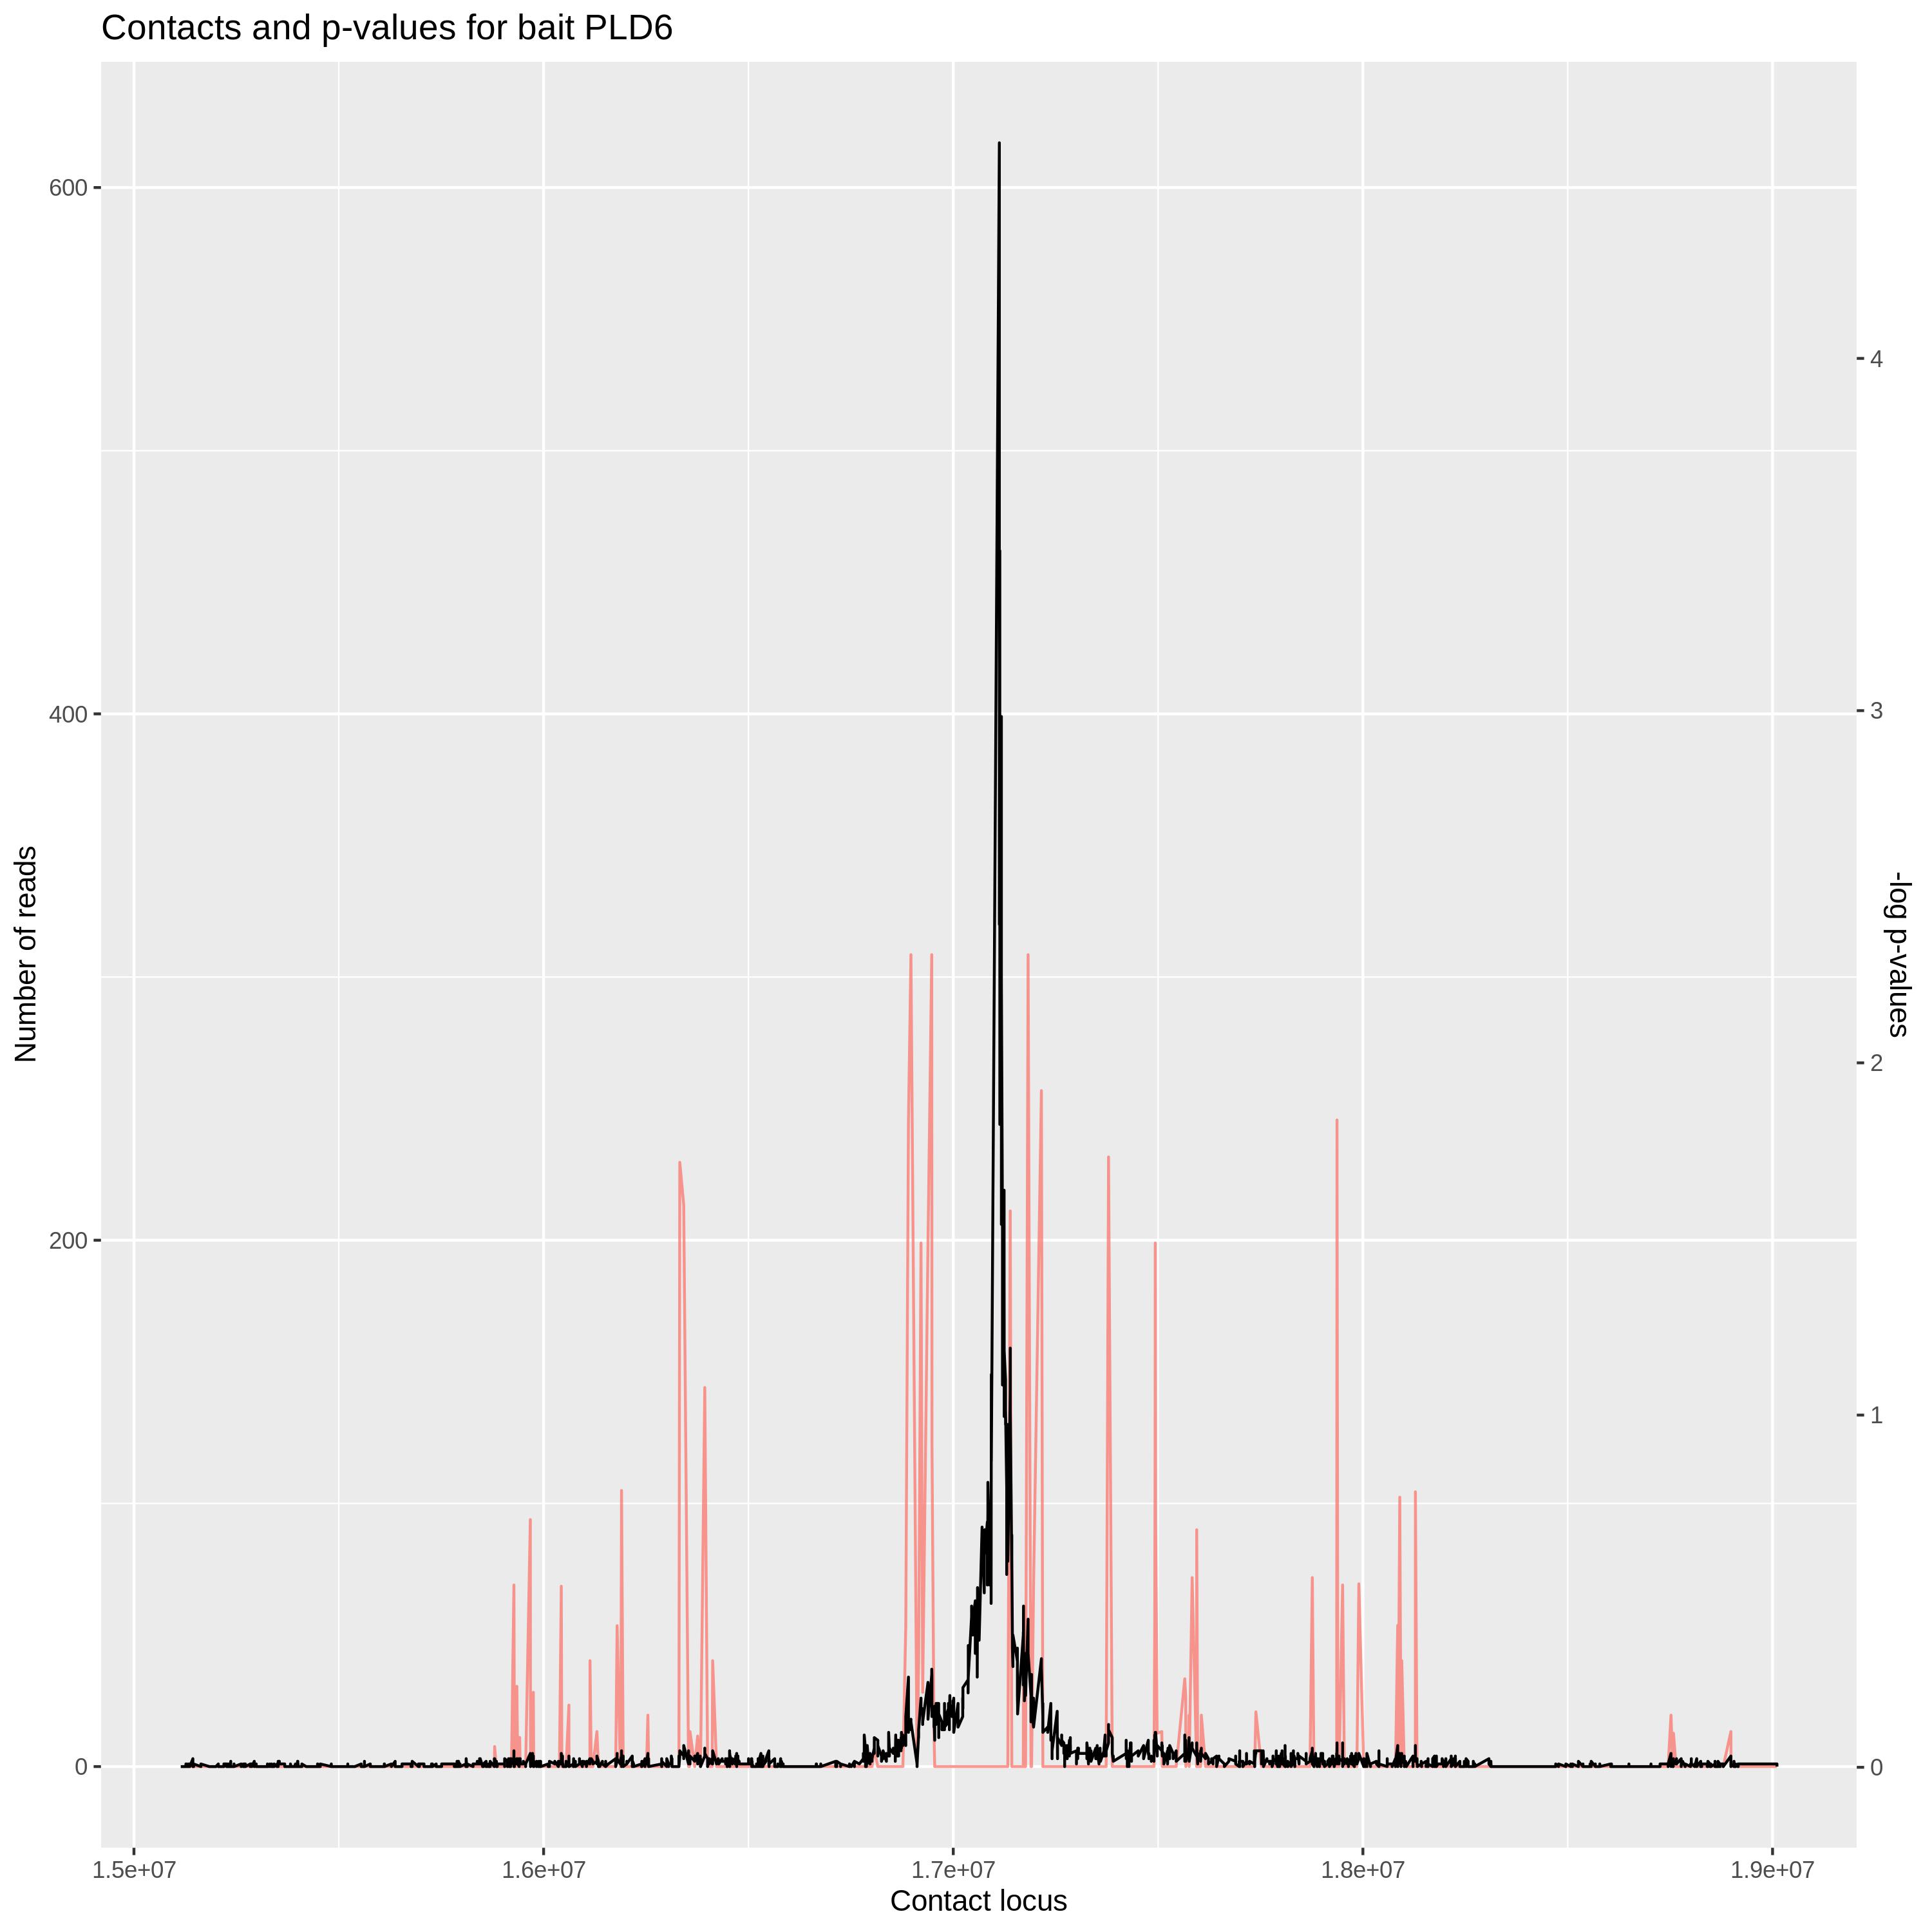 Contacts and p-values for bait PLD6
600
400
200
0
Number of reads
4
3
2
1
0
-log p-values
1.5e+07 1.6e+07 1.7e+07 1.8e+07 1.9e+07
Contact locus